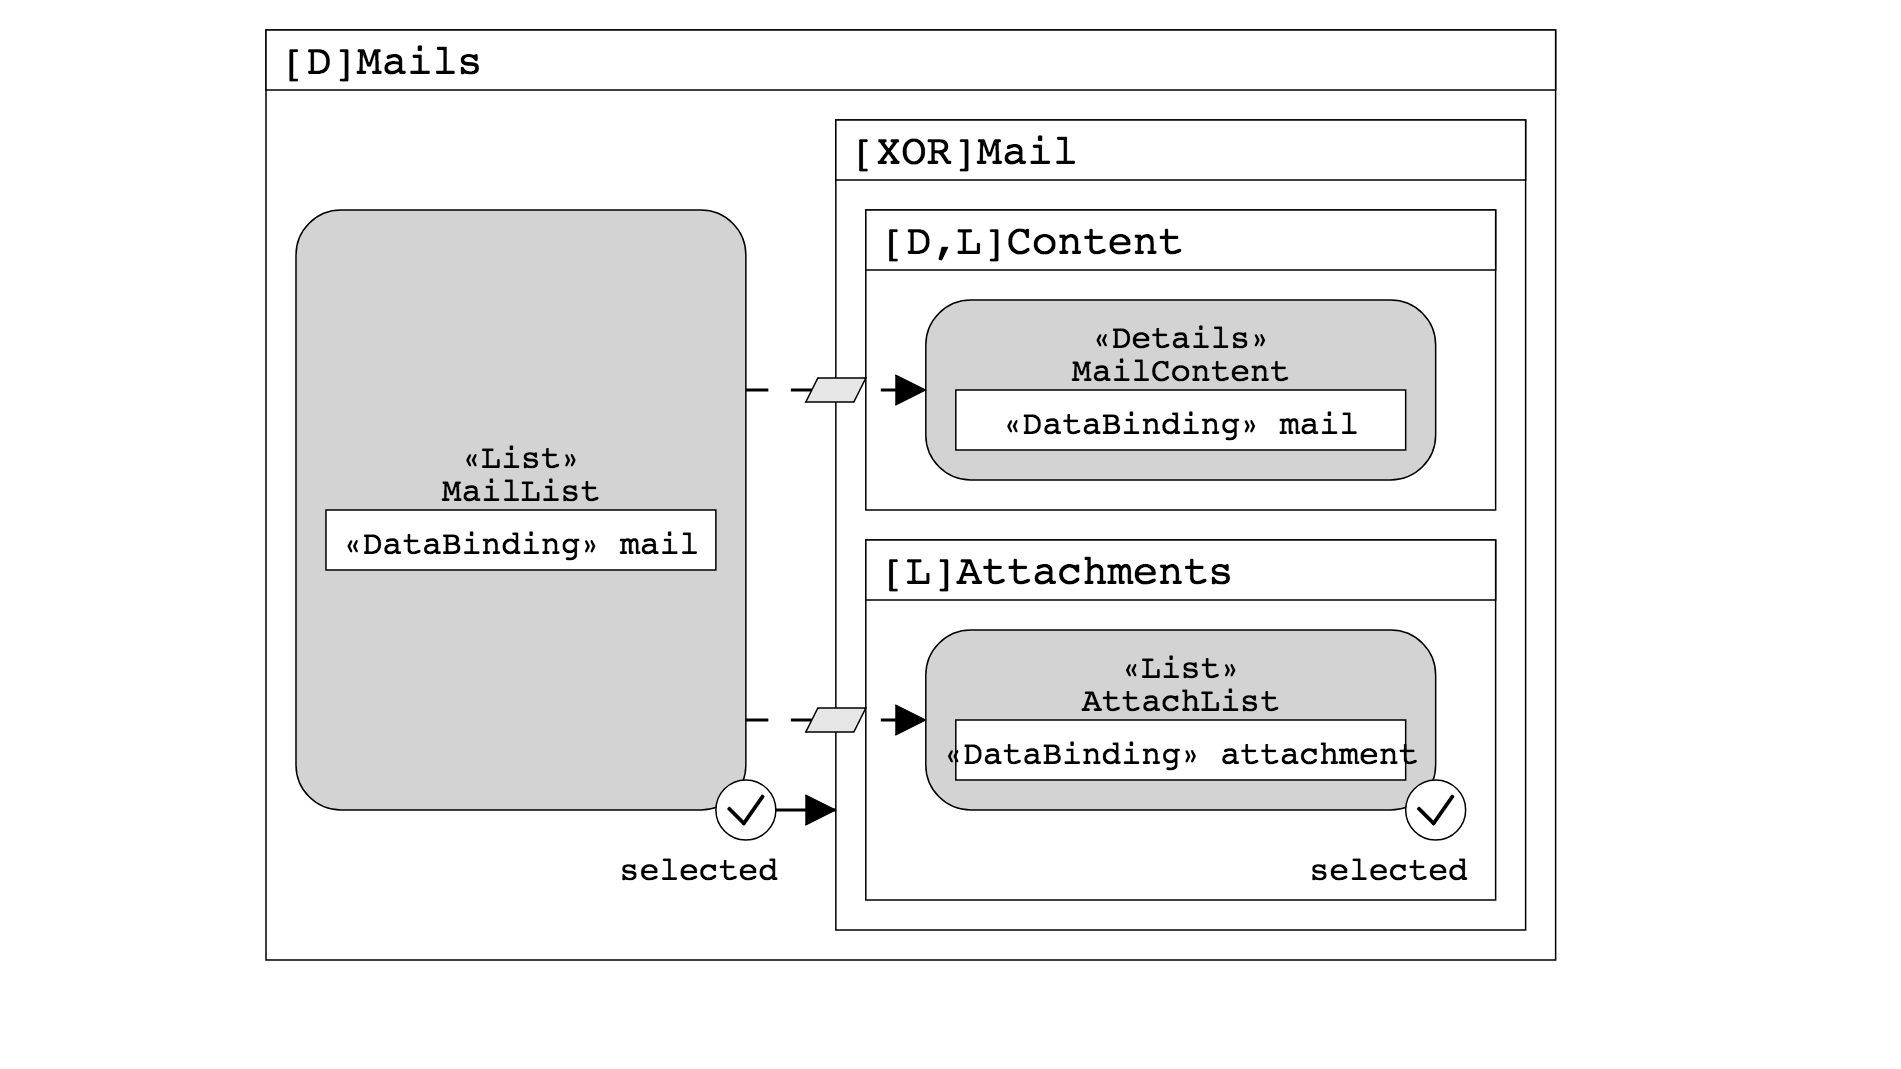 [D]Mails
[XOR]Mail
[D,L]Content
«Details»
MailContent
«DataBinding» mail
«List»
MailList
«DataBinding» mail
[L]Attachments
«List»
AttachList
«DataBinding» attachment
selected
selected